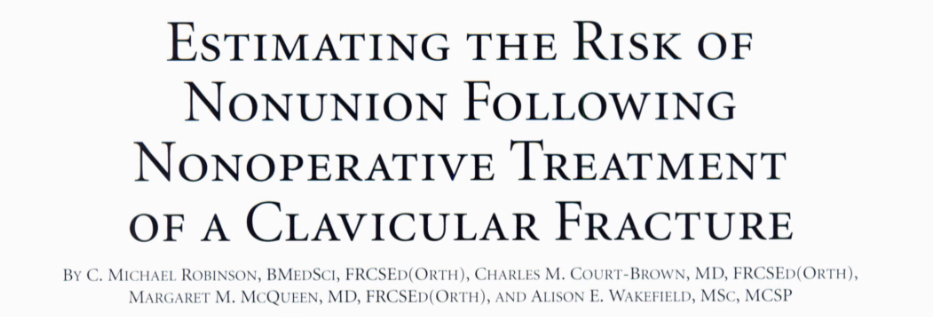 ESTIMATING THE RISK OF
NONUNION FOLLOWING
NONOPERATIVE TREATMENT
OF A CLAVICULAR FRACTURE
BY C. MICHAEL ROBINSON, BMEDSCI, FRCSED(ORTH), CHARLES M. COURT-BROWN, MD, FRCSED(ORTH),
MARGARET M. MCQUEEN, MD, FRCSED(ORTH), AND ALISON E. WAKEFIELD, MSC, MCSP